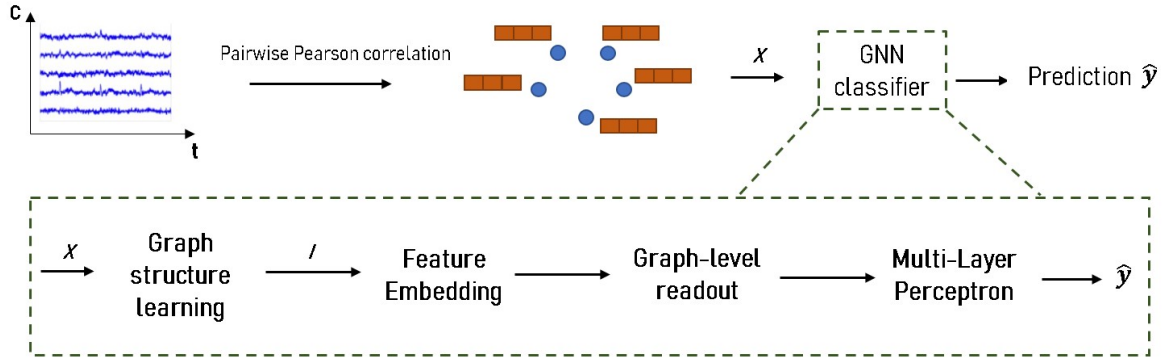 C
t
Pairwise Pearson correlation
X
GNN
classifier
Prediction ŷ
X
Graph
structure
learning
I
Feature
Embedding
Graph-level
readout
Multi-Layer
Perceptron
ŷ